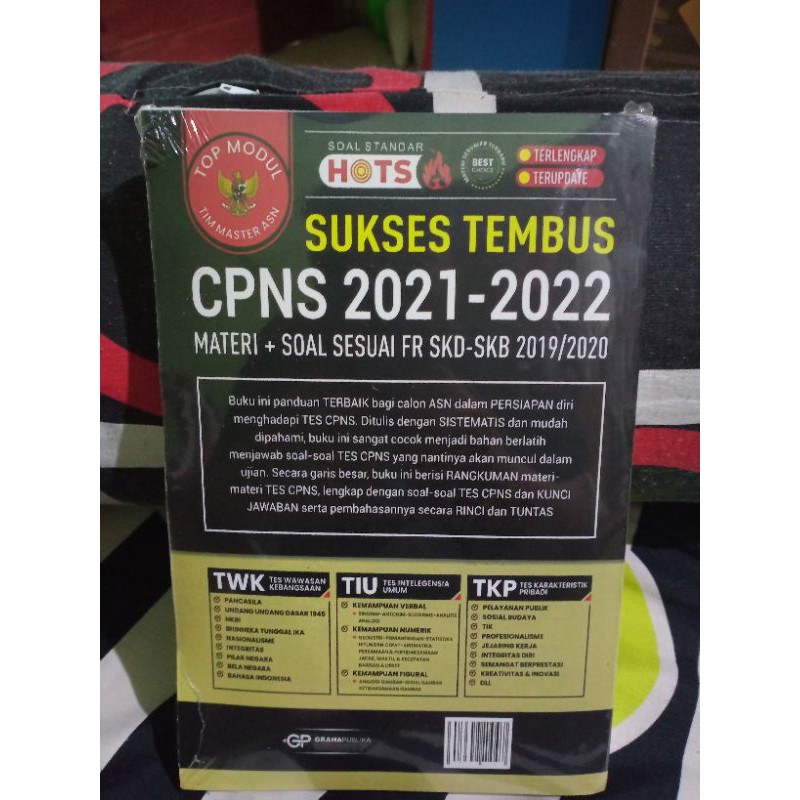 TOP MODUL
TIM MASTER ASN
SOAL STANDAR
HOTS
BEST
CHOICE
TERLENGKAP
TERUPDATE
SUKSES TEMBUS
CPNS 2021-2022
MATERI + SOAL SESUAI FR SKD-SKB 2019/2020
Buku ini panduan TERBAIK bagi calon ASN dalam PERSIAPAN diri
menghadapi TES CPNS. Ditulis dengan SISTEMATIS dan mudah
dipahami, buku ini sangat cocok menjadi bahan berlatih
menjawab soal-soal TES CPNS yang nantinya akan muncul dalam
ujian. Secara garis besar, buku ini berisi RANGKUMAN materi-
materi TES CPNS, lengkap dengan soal-soal TES CPNS dan KUNCI
JAWABAN serta pembahasannya secara RINCI dan TUNTAS
TWK TES WAWASAN
KEBANGSAAN
PANCASILA
UNDANG UNDANG DASAR 1945
NKRI
BHINNEKA TUNGGAL IKA
NASIONALISME
INTEGRITAS
PILAR NEGARA
BELA NEGARA
BAHASA INDONESIA
TIU TES INTELEGENSIA
UMUM
KEMAMPUAN VERBAL
KEMAMPUAN NUMERIK
KEMAMPUAN FIGURAL
TKP TES KARAKTERISTIK
PRIBADI
PELAYANAN PUBLIK
SOSIAL BUDAYA
TIK
PROFESIONALISME
JEJARING KERJA
INTEGRITAS DIRI
SEMANGAT BERPRESTASI
KREATIVITAS & INOVASI
DLL
GP GRAHAPUBLIKA